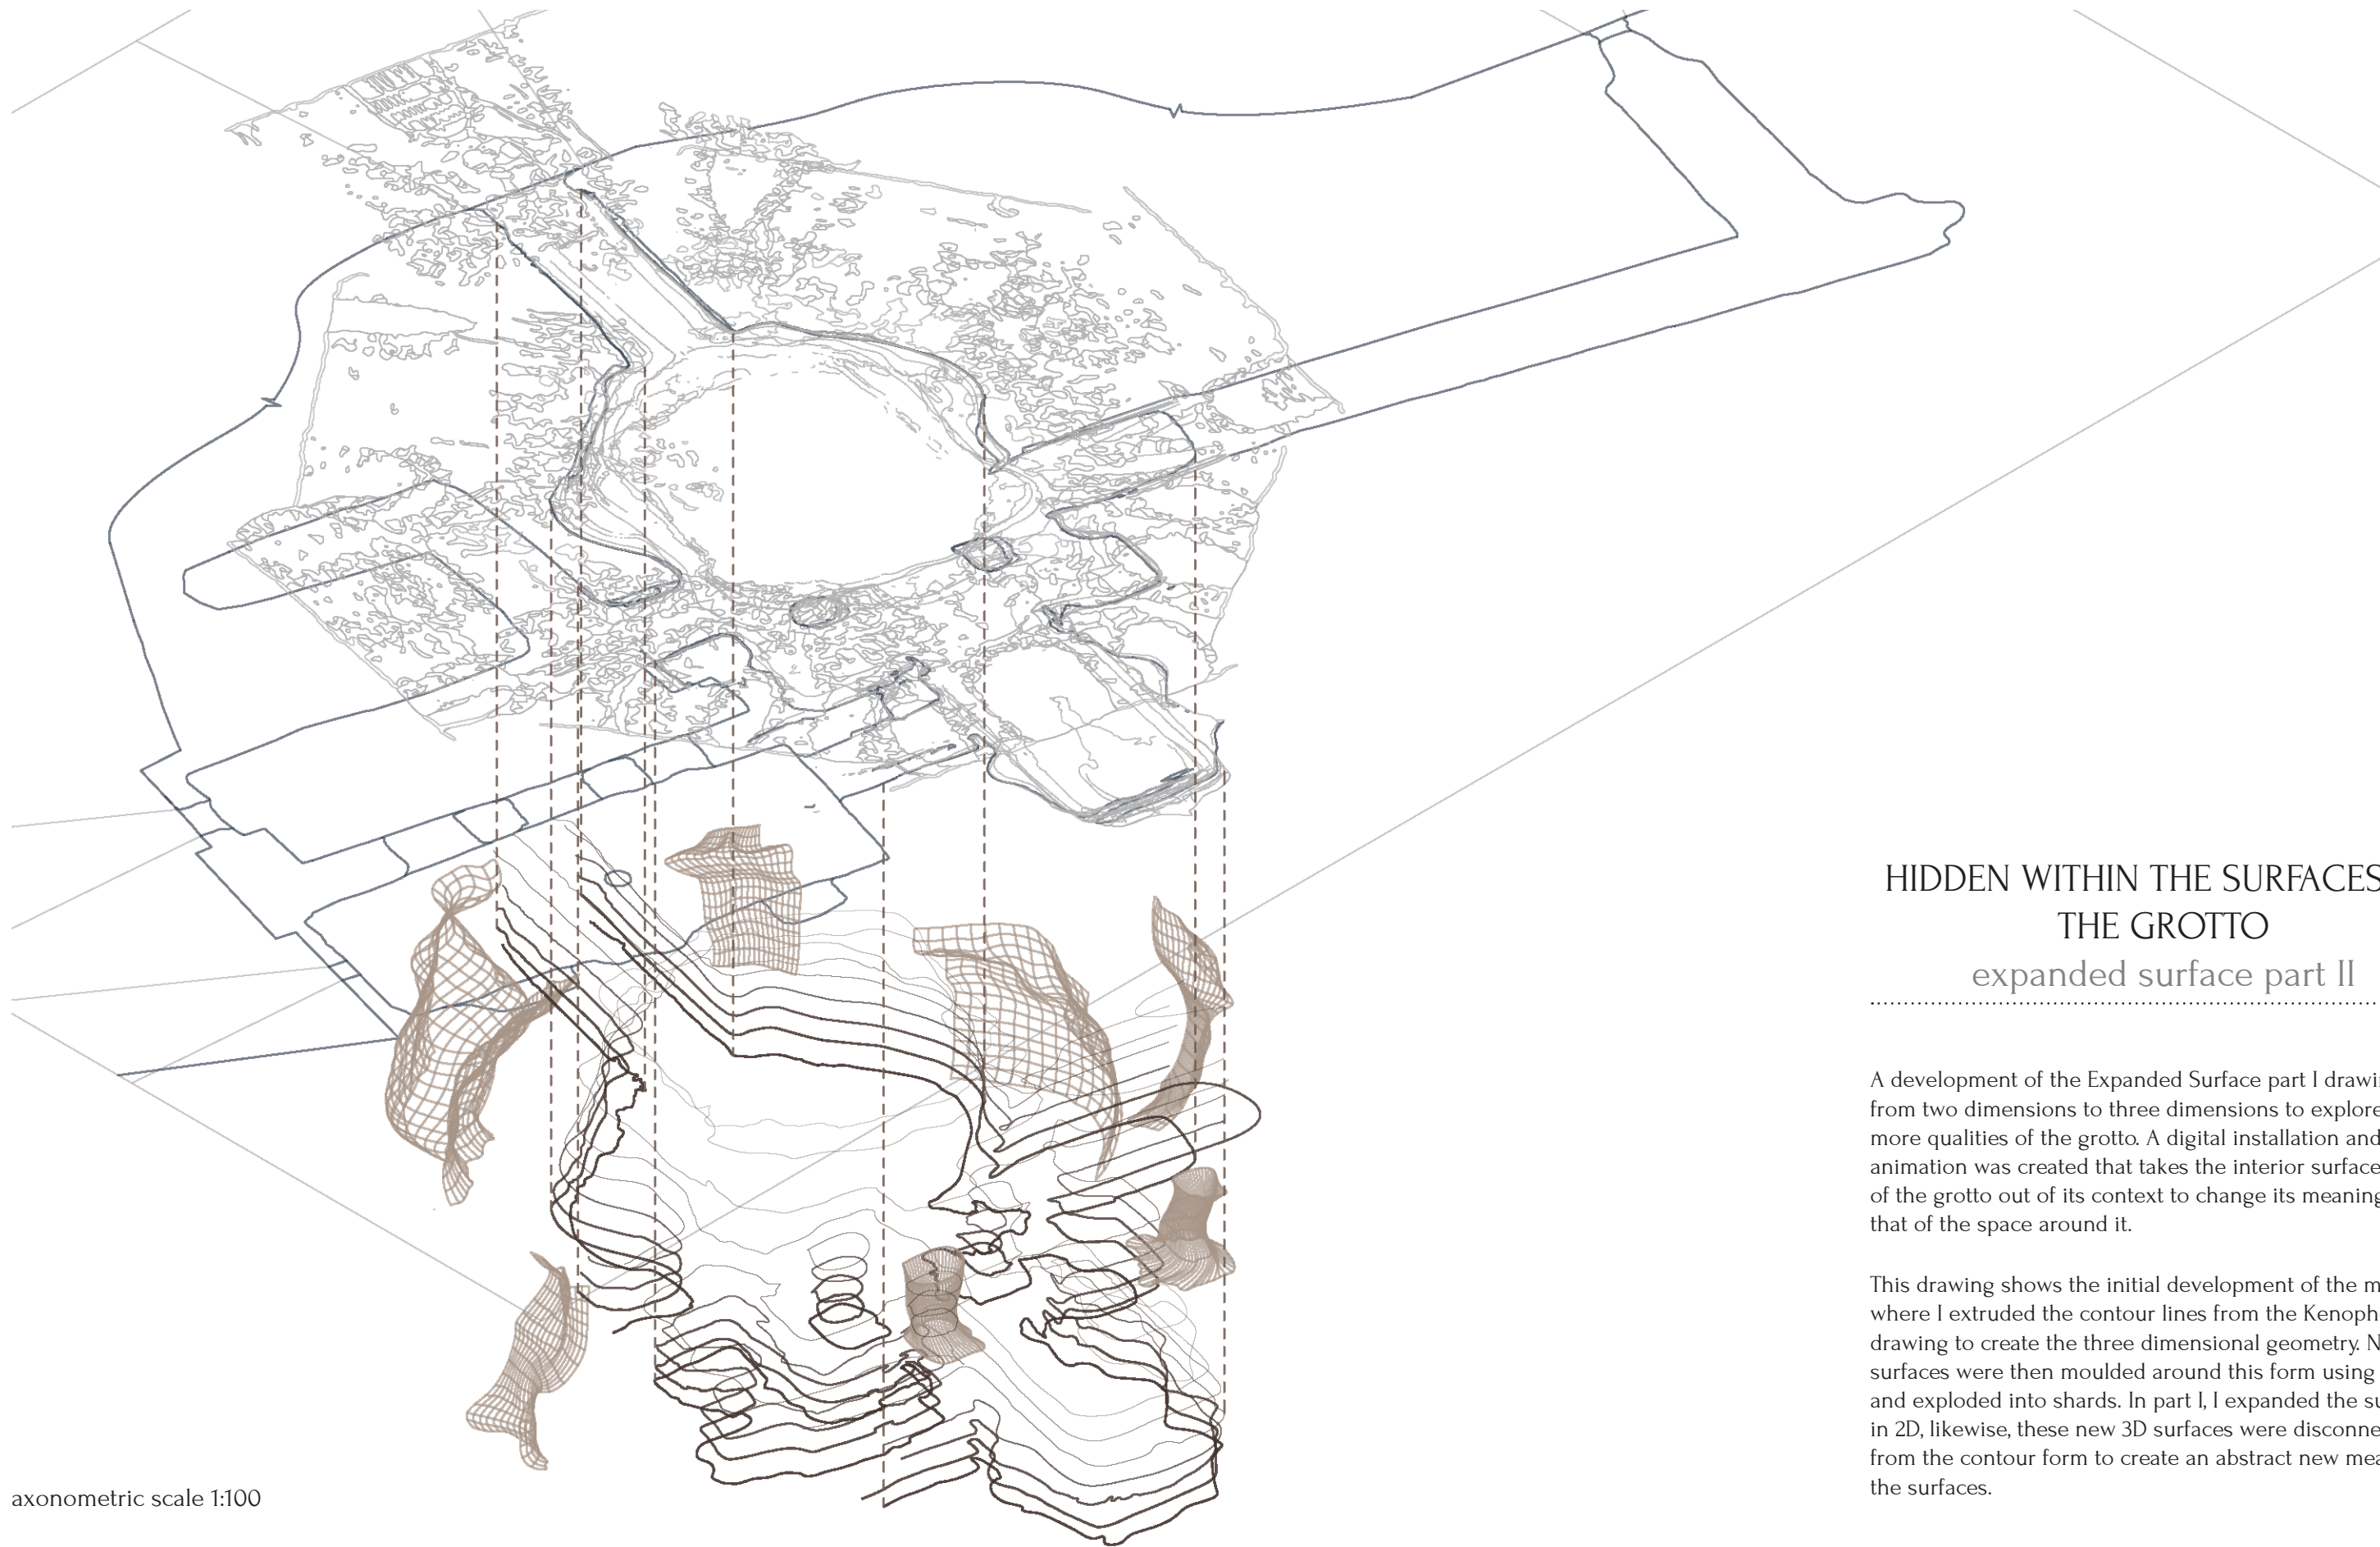 HIDDEN WITHIN THE SURFACES
THE GROTTO
expanded surface part II
A development of the Expanded Surface part I
from two dimensions to three dimensions to explore
more qualities of the grotto. A digital installation and
animation was created that takes the interior surface
of the grotto out of its context to change its meaning
that of the space around it.
This drawing shows the initial development of the
where I extruded the contour lines from the
drawing to create the three dimensional geometry.
surfaces were then moulded around this form using
and exploded into shards. In part I, I expanded the
in 2D, likewise, these new 3D surfaces were
from the contour form to create an abstract new
the surfaces.
axonometric scale 1:100